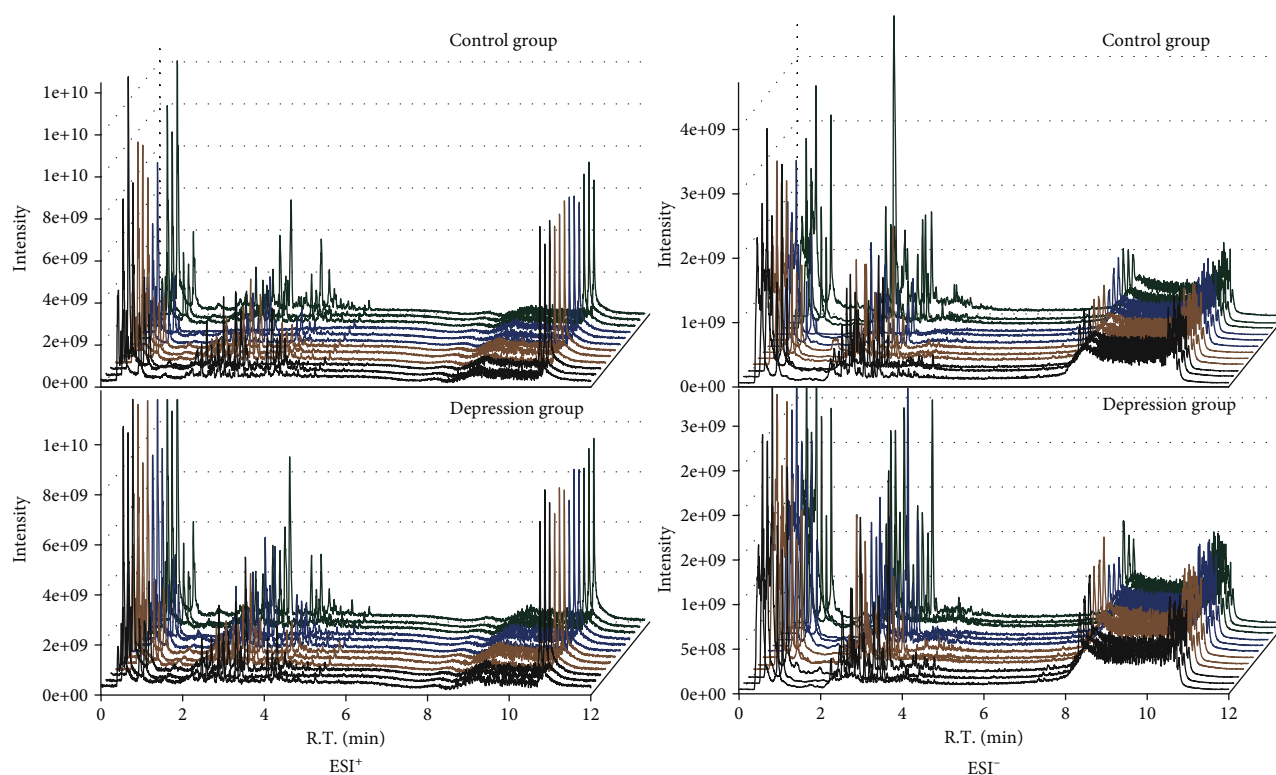 Control group
Intensity
1e+10
1e+10
1e+10
8e+09
6e+09
4e+09
2e+09
0e+00
Depression group
Intensity
1e+10
8e+09
6e+09
4e+09
2e+09
0e+00
0 2 4 6 8 10 12
R.T. (min)
ESI⁺
Control group
Intensity
4e+09
3e+09
2e+09
1e+09
0e+00
Depression group
Intensity
3e+09
2e+09
2e+09
2e+09
1e+09
5e+08
0e+00
0 2 4 6 8 10 12
R.T. (min)
ESI⁻